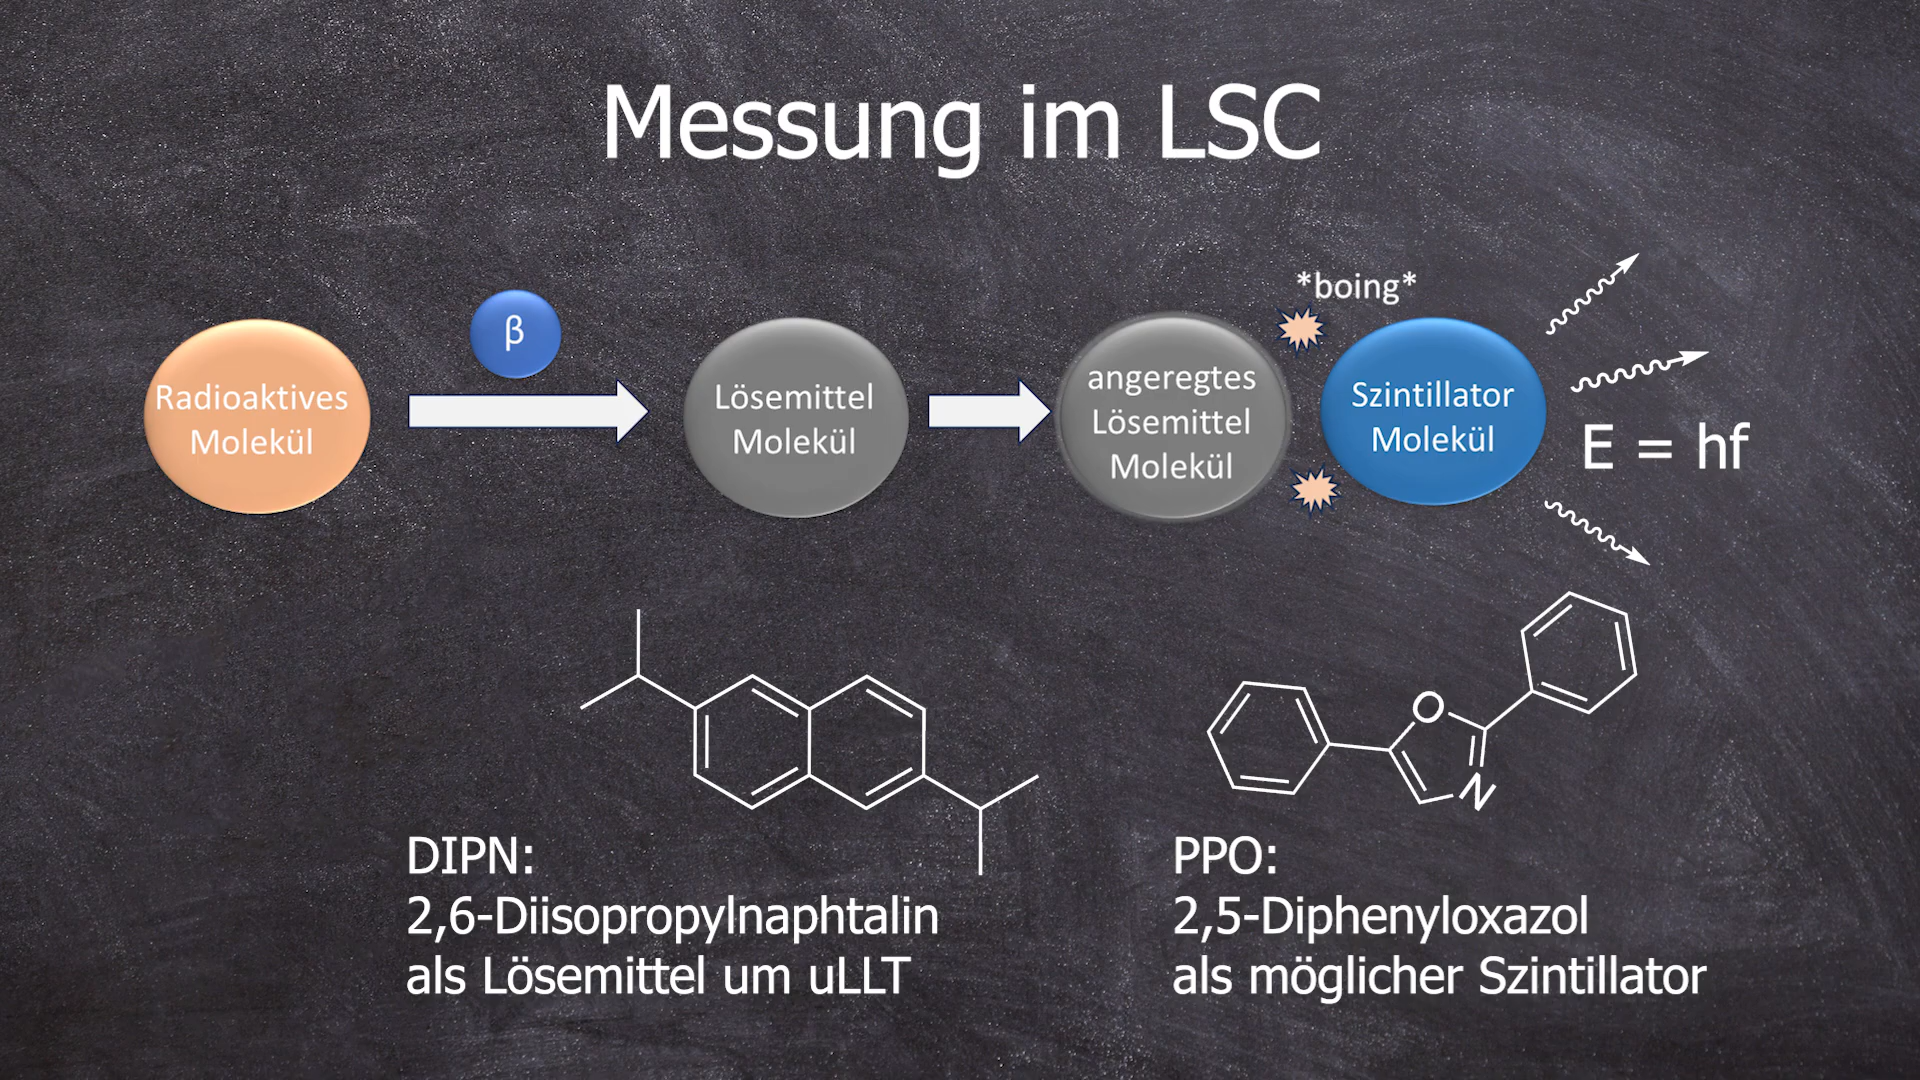 Messung im LSC
*boing*
β
Radioaktives
Molekül
Lösemittel
Molekül
angeregtes
Lösemittel
Molekül
Szintillator
Molekül
E = hf
O
N
DIPN:
2,6-Diisopropylnaphtalin
als Lösemittel um uLLT
PPO:
2,5-Diphenyloxazol
als möglicher Szintillator